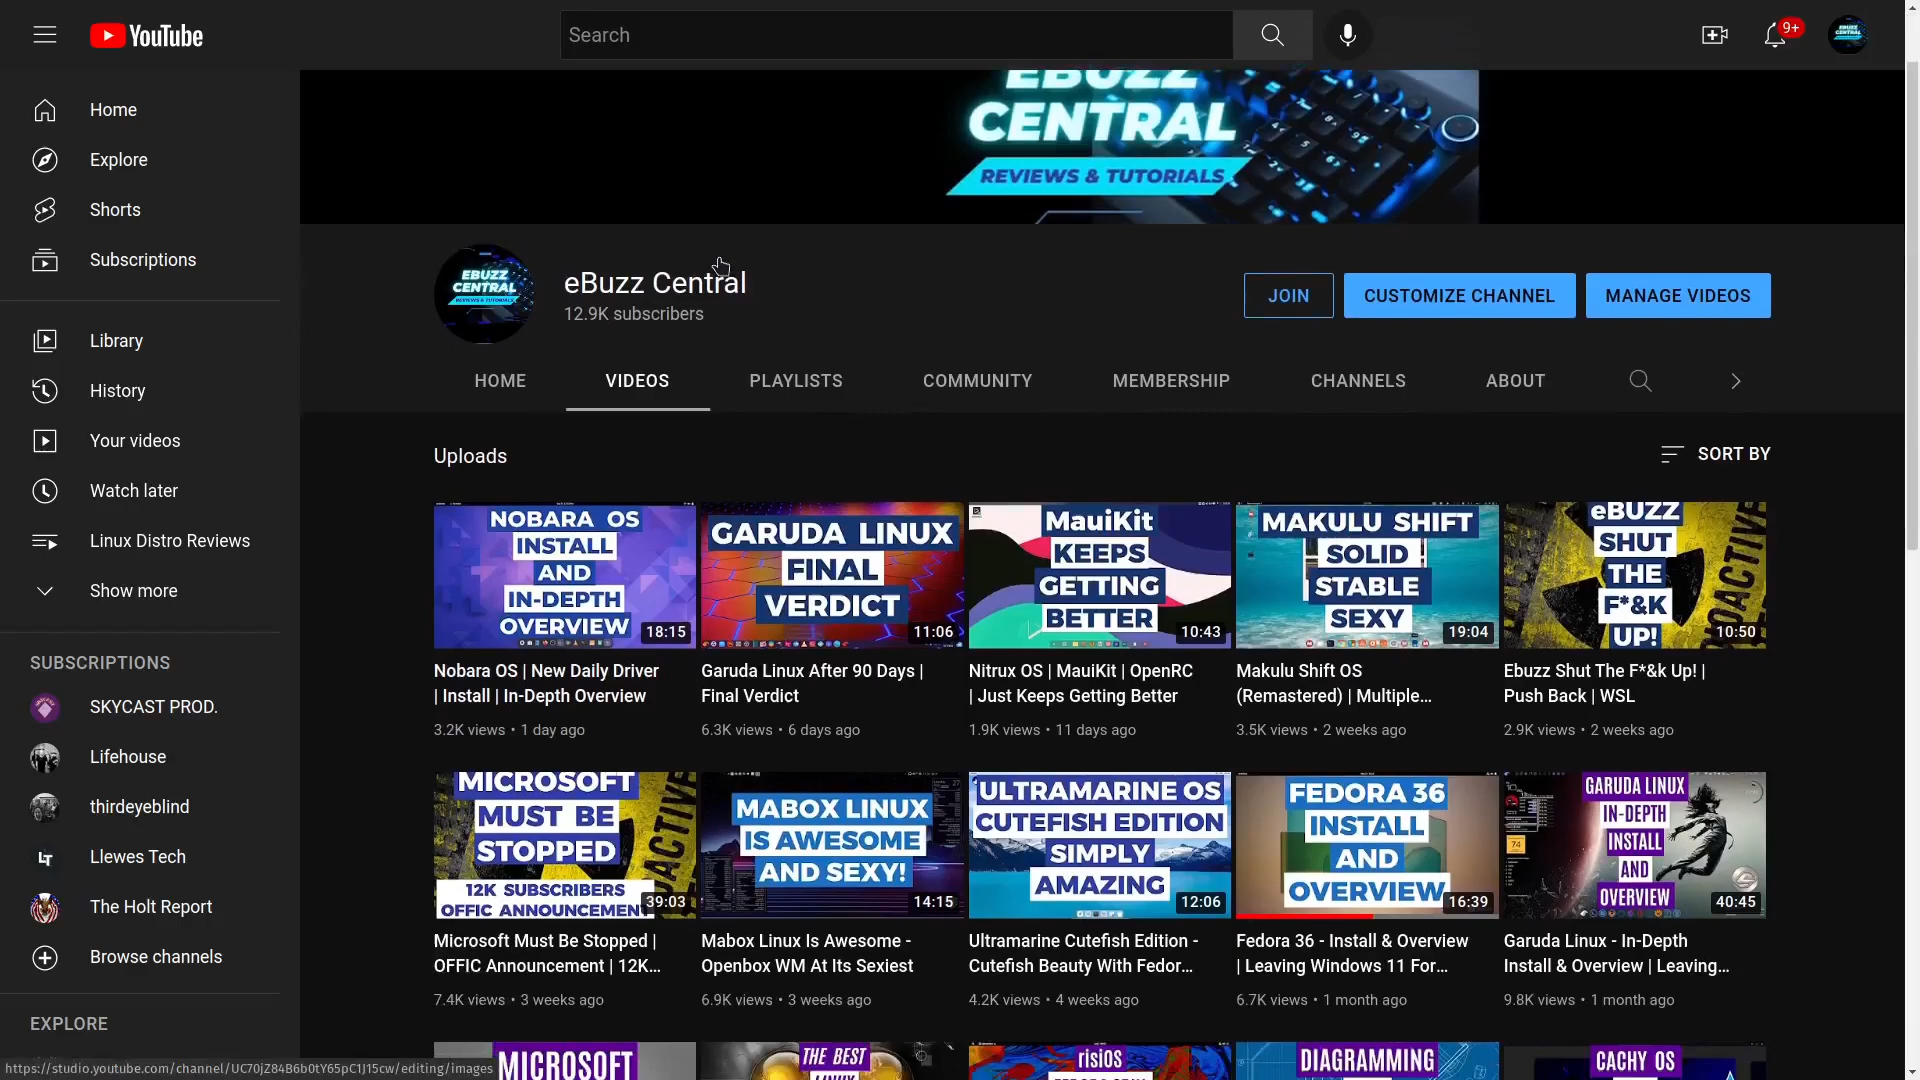 YouTube
Search
9+
Home
Explore
Shorts
Subscriptions
Library
History
Your videos
Watch later
Linux Distro Reviews
Show more
SUBSCRIPTIONS
SKYCAST PROD.
Lifehouse
thirdeyeblind
Llewes Tech
The Holt Report
Browse channels
EXPLORE
EBUZZ
CENTRAL
REVIEWS & TUTORIALS
EBUZZ
CENTRAL
REVIEWS & TUTORIALS
eBuzz Central
12.9K subscribers
JOIN
CUSTOMIZE CHANNEL
MANAGE VIDEOS
HOME
VIDEOS
PLAYLISTS
COMMUNITY
MEMBERSHIP
CHANNELS
ABOUT
Uploads
SORT BY
NOBARA OS
INSTALL
AND
IN-DEPTH
OVERVIEW
18:15
Nobara OS | New Daily Driver
| Install | In-Depth Overview
3.2K views • 1 day ago
GARUDA LINUX
FINAL
VERDICT
11:06
Garuda Linux After 90 Days |
Final Verdict
6.3K views • 6 days ago
MauiKit
KEEPS
GETTING
BETTER
10:43
Nitrux OS | MauiKit | OpenRC
| Just Keeps Getting Better
1.9K views • 11 days ago
MAKULU SHIFT
SOLID
STABLE
SEXY
19:04
Makulu Shift OS
(Remastered) | Multiple...
3.5K views • 2 weeks ago
eBUZZ
SHUT
THE
F*&K
UP!
10:50
Ebuzz Shut The F*&k Up! |
Push Back | WSL
2.9K views • 2 weeks ago
MICROSOFT
MUST BE
STOPPED
12K SUBSCRIBERS
OFFIC ANNOUNCEMENT
39:03
Microsoft Must Be Stopped |
OFFIC Announcement | 12K...
7.4K views • 3 weeks ago
MABOX LINUX
IS AWESOME
AND SEXY!
14:15
Mabox Linux Is Awesome -
Openbox WM At Its Sexiest
6.9K views • 3 weeks ago
ULTRAMARINE OS
CUTEFISH EDITION
SIMPLY
AMAZING
12:06
Ultramarine Cutefish Edition -
Cutefish Beauty With Fedor...
4.2K views • 4 weeks ago
FEDORA 36
INSTALL
AND
OVERVIEW
16:39
Fedora 36 - Install & Overview
| Leaving Windows 11 For...
6.7K views • 1 month ago
GARUDA LINUX
IN-DEPTH
INSTALL
AND
OVERVIEW
74
40:45
Garuda Linux - In-Depth
Install & Overview | Leaving...
9.8K views • 1 month ago
MICROSOFT
THE BEST
risiOS
DIAGRAMMING
CACHY OS
https://studio.youtube.com/channel/UC70jZ84B6b0tY65pC1J15cw/editing/images